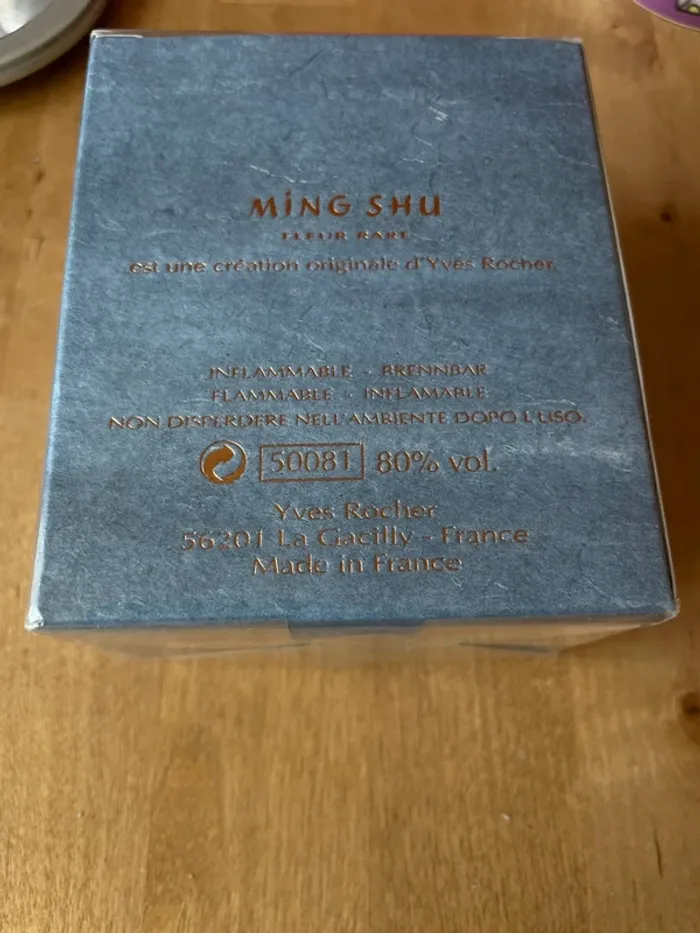 MiNG SHU
FLEUR RARE
est une création originale d'Yves Rocher.
INFLAMMABLE - BRENNBAR
FLAMMABLE - INFLAMABLE
NON DISPERDERE NELL'AMBIENTE DOPO L'USO.
50081 80% vol.
Yves Rocher
56201 La Gacilly - France
Made in France